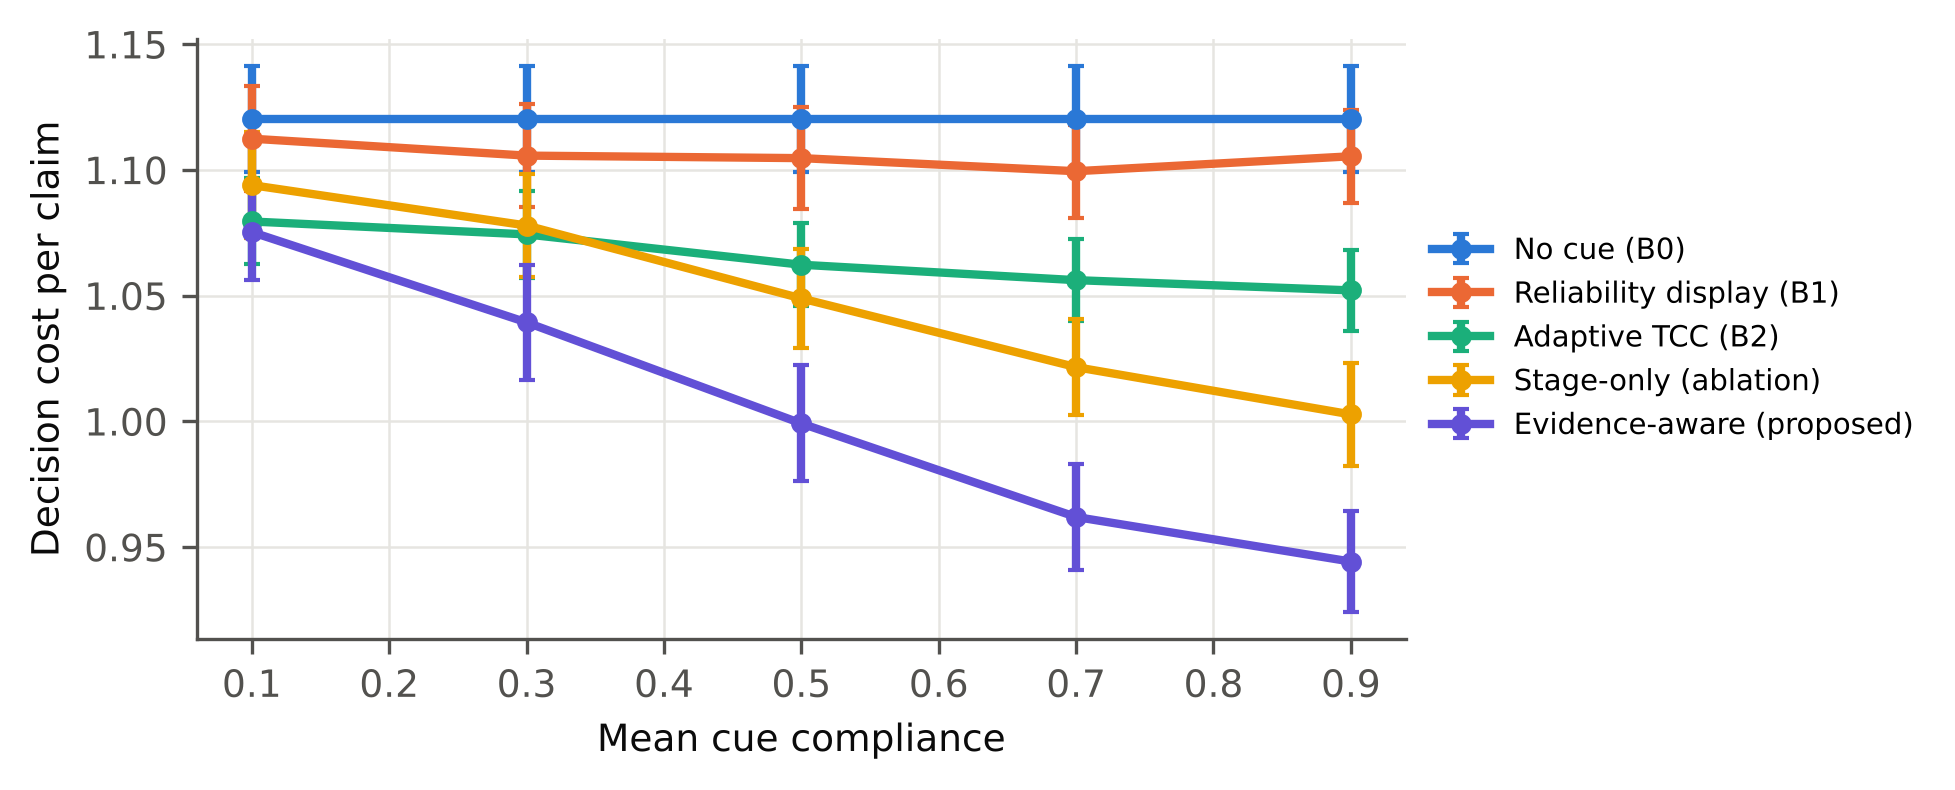 1.15
1.10
1.05
1.00
0.95
Decision cost per claim
0.1 0.2 0.3 0.4 0.5 0.6 0.7 0.8 0.9
Mean cue compliance
No cue (B0)
Reliability display (B1)
Adaptive TCC (B2)
Stage-only (ablation)
Evidence-aware (proposed)